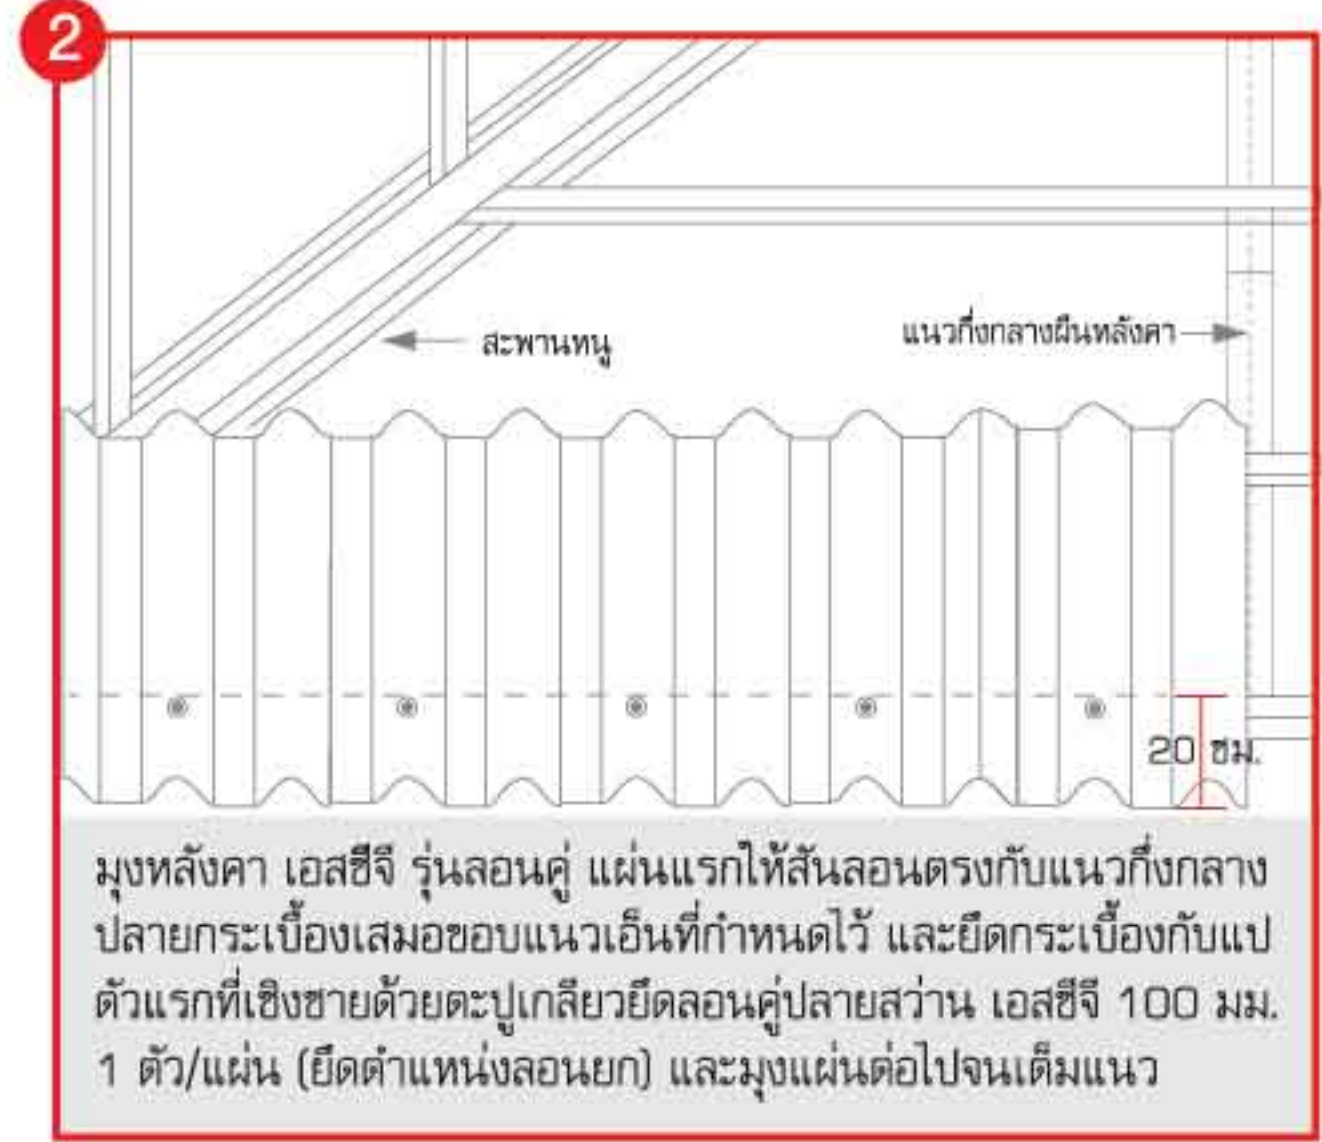 2
สะพานหนู
แนวกึ่งกลางผืนหลังคา
20 ซม.
มุงหลังคา เอสซีจี รุ่นลอนคู่ แผ่นแรกให้สันลอนตรงกับแนวกึ่งกลาง
ปลายกระเบื้องเสมอขอบแนวเอ็นที่กำหนดไว้ และยึดกระเบื้องกับแป
ตัวแรกที่เชิงชายด้วยตะปูเกลียวยึดลอนคู่ปลายสว่าน เอสซีจี 100 มม.
1 ตัว/แผ่น (ยึดตำแหน่งลอนยก) และมุงแผ่นต่อไปจนเต็มแนว